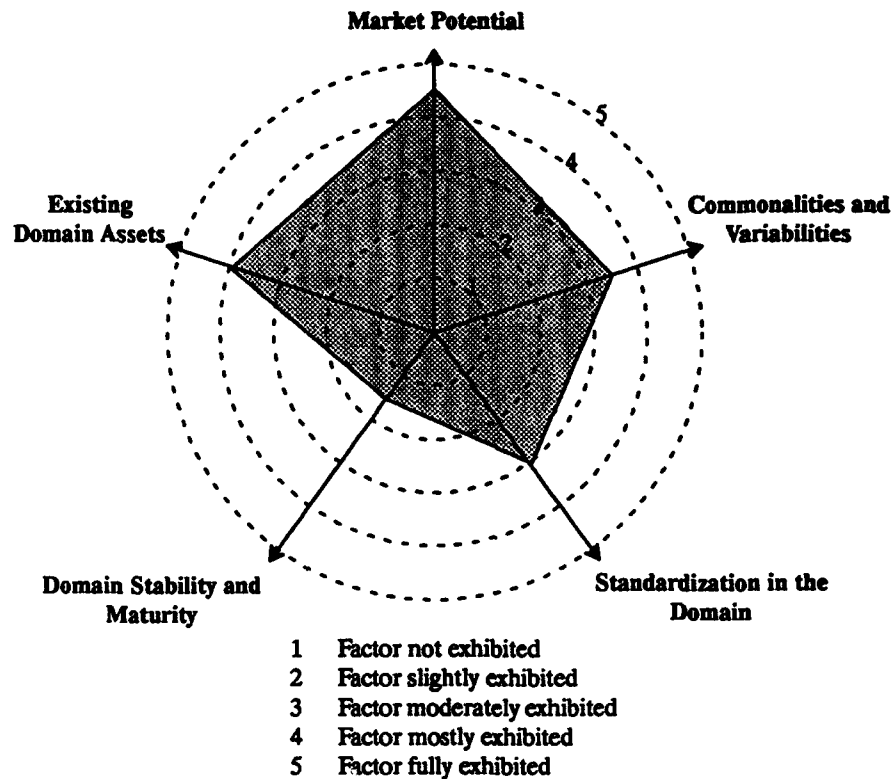 Market Potential
5
4
2
Existing
Domain Assets
Commonalities and
Variabilities
Domain Stability and
Maturity
Standardization in the
Domain
1 Factor not exhibited
2 Factor slightly exhibited
3 Factor moderately exhibited
4 Factor mostly exhibited
5 Factor fully exhibited